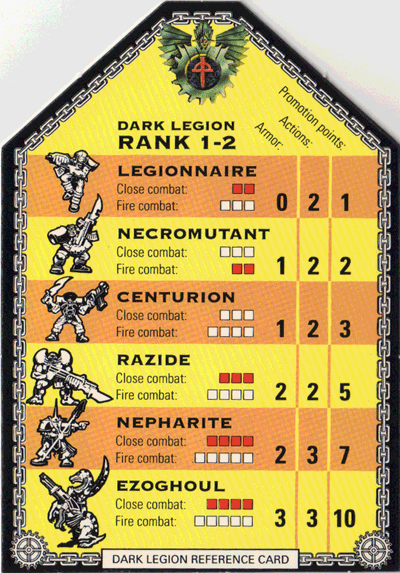 DARK LEGION
RANK 1-2
Armor:
Actions:
Promotion points:
LEGIONNAIRE
Close combat:
Fire combat:
0 2 1
NECROMUTANT
Close combat:
Fire combat:
1 2 2
CENTURION
Close combat:
Fire combat:
1 2 3
RAZIDE
Close combat:
Fire combat:
2 2 5
NEPHARITE
Close combat:
Fire combat:
2 3 7
EZOGHOUL
Close combat:
Fire combat:
3 3 10
DARK LEGION REFERENCE CARD